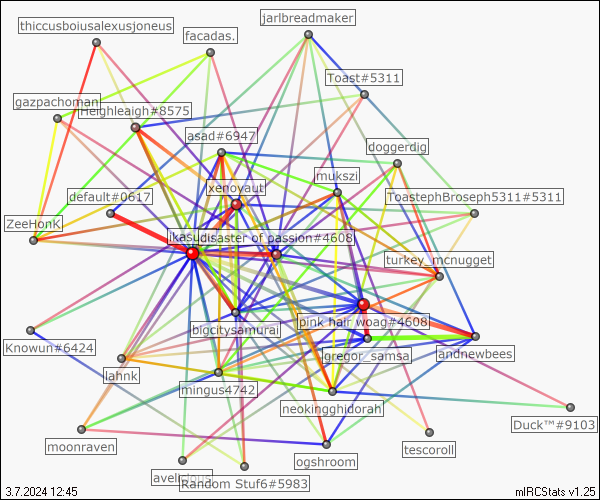 jarlbreadmaker
thiccusboiusalexusjoneus
facadas.
Toast#5311
gazpachoman
Heighleaigh#8575
asad#6947
doggerdig
mukszi
xenoyaut
default#0617
ToastephBroseph5311#5311
ZeeHonK
disaster of passion#4608
turkey_mcnugget
pink hair woag#4608
bigcitysamurai
Knowun#6424
gregor_samsa
andnewbees
lahnk
mingus4742
neokingghidorah
Duck™#9103
moonraven
tescoroll
ogshroom
Random Stuf6#5983
3.7.2024 12:45
mIRCStats v1.25